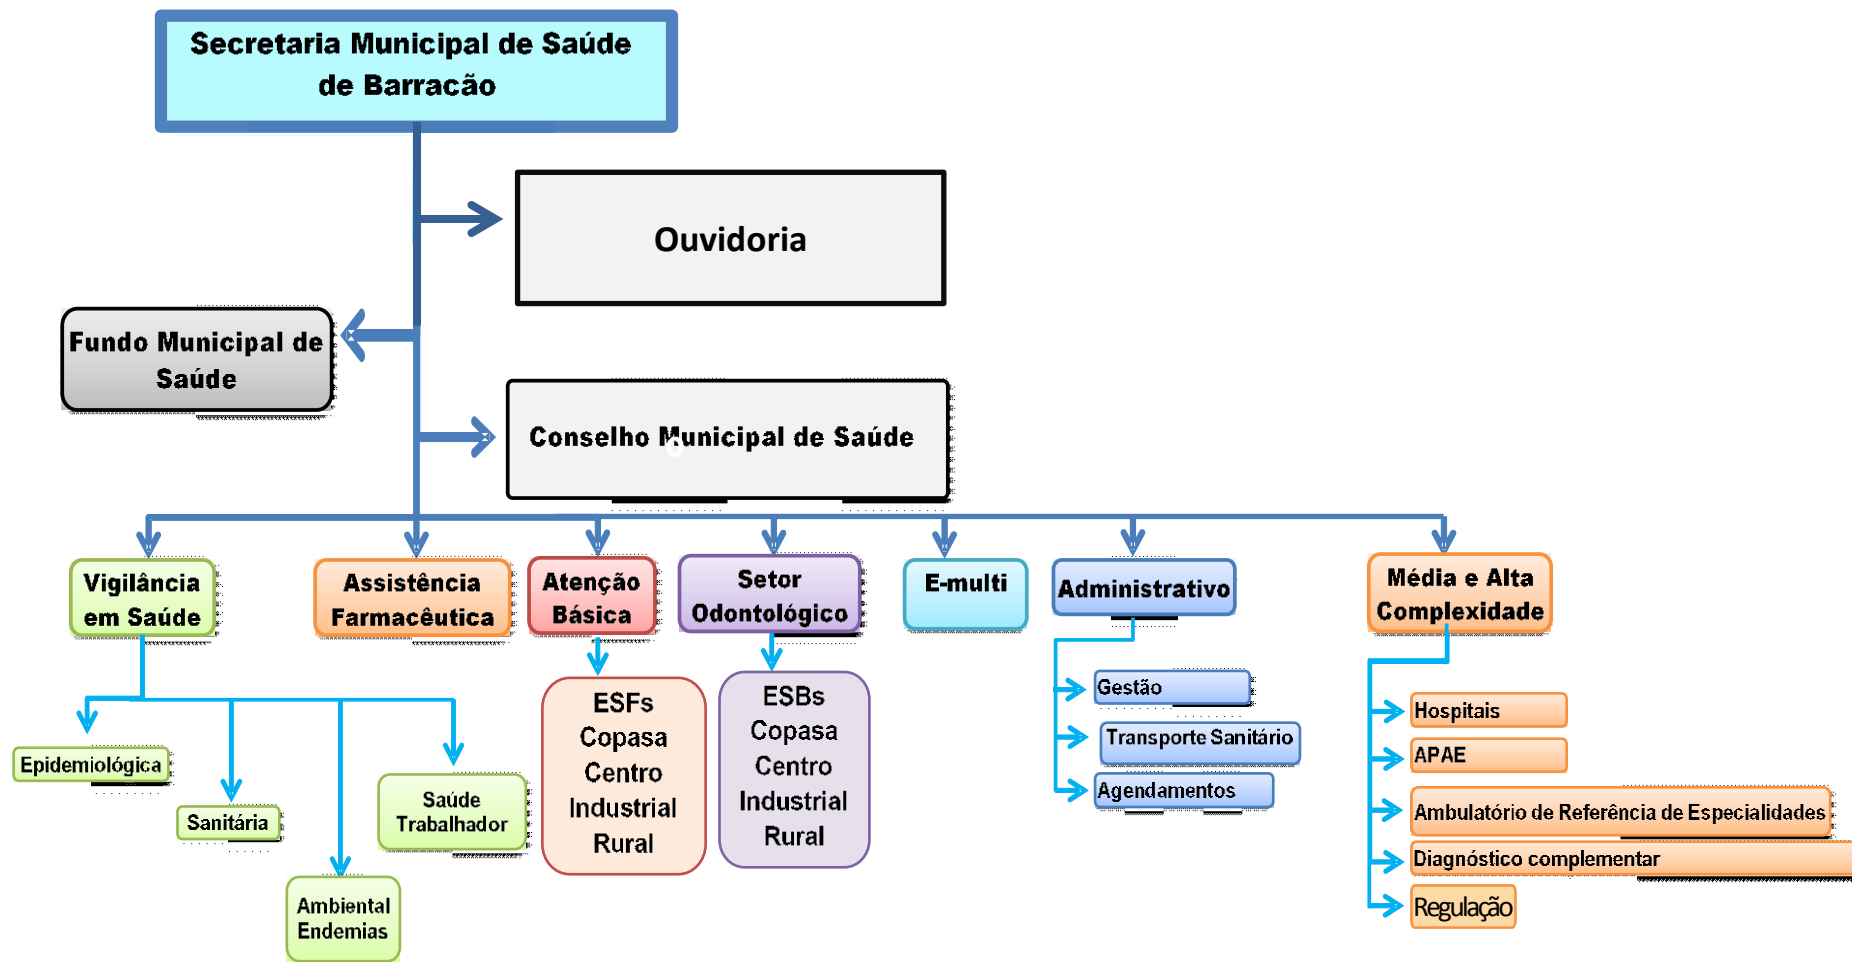 Secretaria Municipal de Saúde
de Barracão
Ouvidoria
Fundo Municipal de
Saúde
Conselho Municipal de Saúde
Vigilância
em Saúde
Assistência
Farmacêutica
Atenção
Básica
Setor
Odontológico
E-multi
Administrativo
Média e Alta
Complexidade
Epidemiológica
Sanitária
Ambiental
Endemias
Saúde
Trabalhador
ESFs
Copasa
Centro
Industrial
Rural
ESBs
Copasa
Centro
Industrial
Rural
Gestão
Transporte Sanitário
Agendamentos
Hospitais
APAE
Ambulatório de Referência de Especialidades
Diagnóstico complementar
Regulação